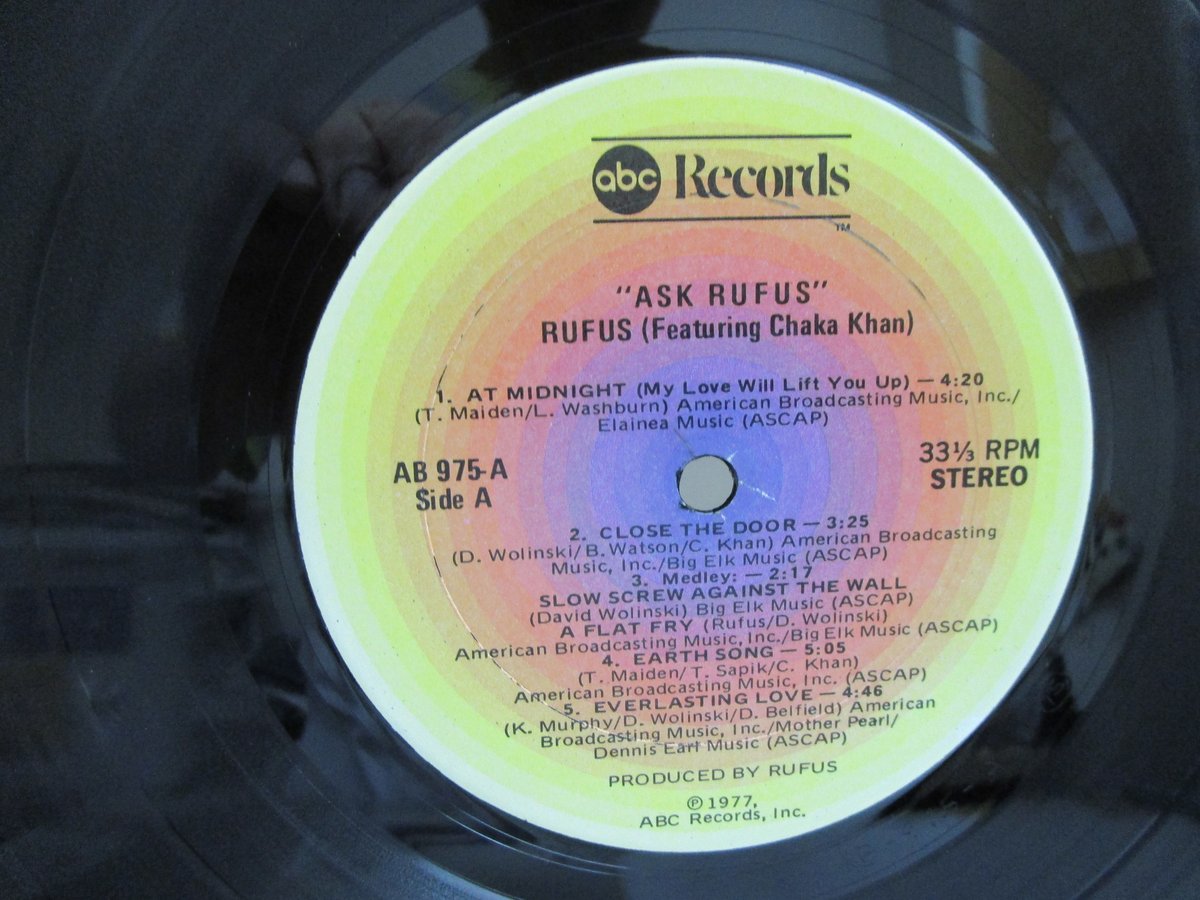 abc Records
TM
"ASK RUFUS"
RUFUS (Featuring Chaka Khan)
1. AT MIDNIGHT (My Love Will Lift You Up) — 4:20
(T. Maiden/L. Washburn) American Broadcasting Music, Inc./
Elainea Music (ASCAP)
AB 975-A
Side A
33⅓ RPM
STEREO
2. CLOSE THE DOOR — 3:25
(D. Wolinski/B. Watson/C. Khan) American Broadcasting
Music, Inc./Big Elk Music (ASCAP)
3. Medley: — 2:17
SLOW SCREW AGAINST THE WALL
(David Wolinski) Big Elk Music (ASCAP)
A FLAT FRY (Rufus/D. Wolinski)
American Broadcasting Music, Inc./Big Elk Music (ASCAP)
4. EARTH SONG — 5:05
(T. Maiden/T. Sapik/C. Khan)
American Broadcasting Music, Inc. (ASCAP)
5. EVERLASTING LOVE — 4:46
(K. Murphy/D. Wolinski/D. Belfield) American
Broadcasting Music, Inc./Mother Pearl/
Dennis Earl Music (ASCAP)
PRODUCED BY RUFUS
℗ 1977,
ABC Records, Inc.